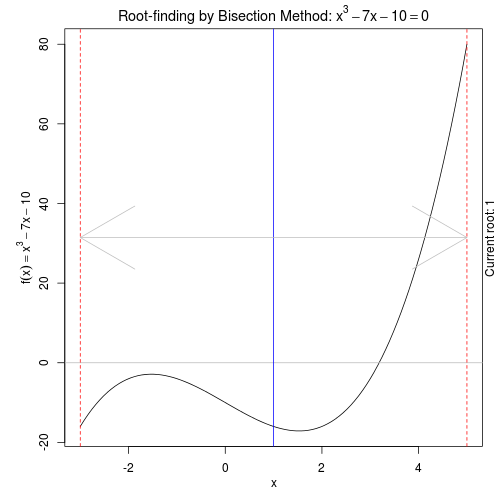 Root-finding by Bisection Method: x³ − 7x − 10 = 0
f(x) = x³ − 7x − 10
80
60
40
20
0
-20
-2
0
2
4
x
Current root: 1